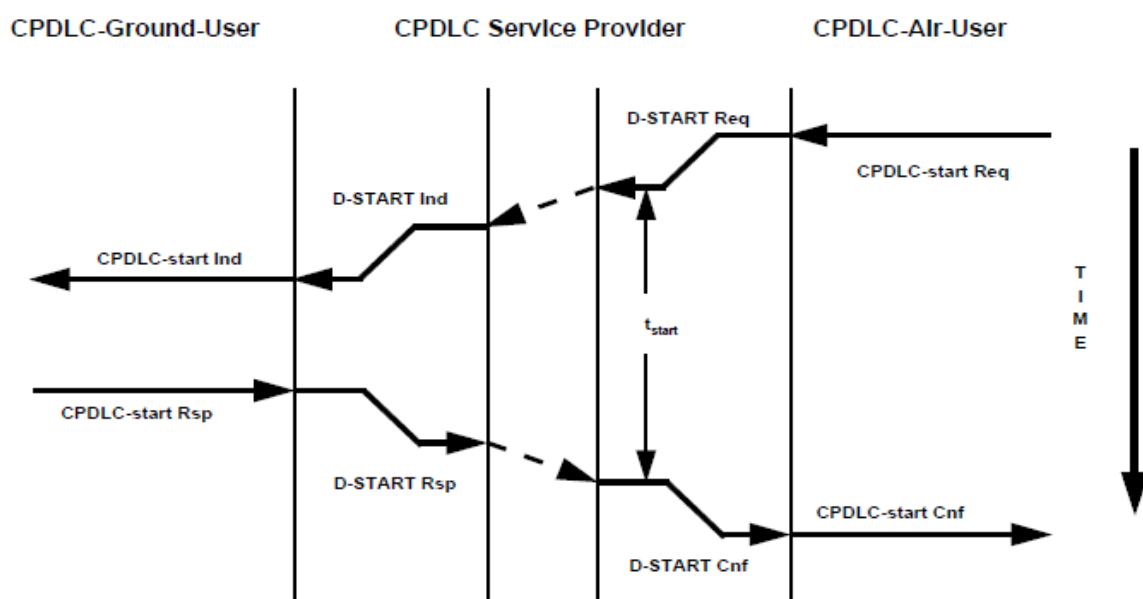 CPDLC-Ground-User
CPDLC Service Provider
CPDLC-Air-User
D-START Req
CPDLC-start Req
D-START Ind
CPDLC-start Ind
T
I
M
E
tstart
CPDLC-start Rsp
D-START Rsp
CPDLC-start Cnf
D-START Cnf